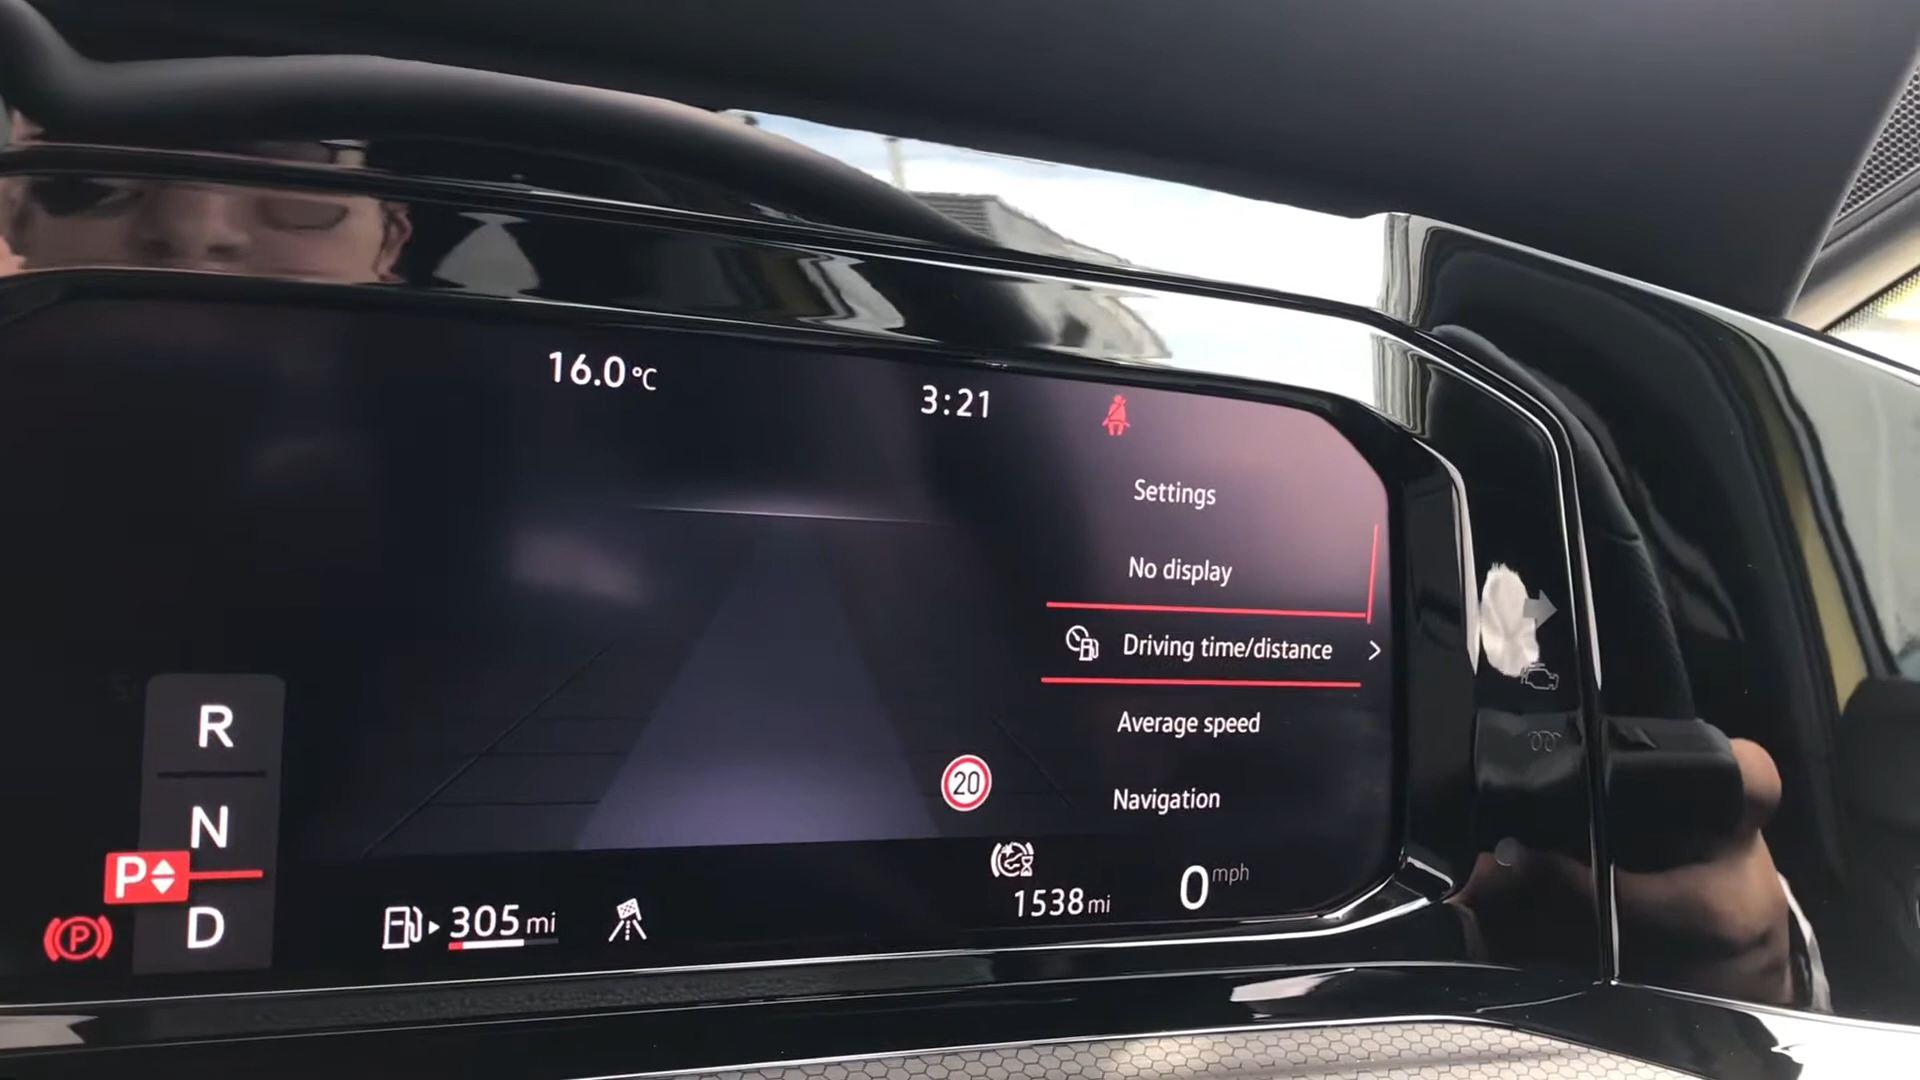 16.0 °C
3:21
Settings
No display
Driving time/distance
Average speed
Navigation
20
R
N
P
D
P
305 mi
1538 mi
0 mph